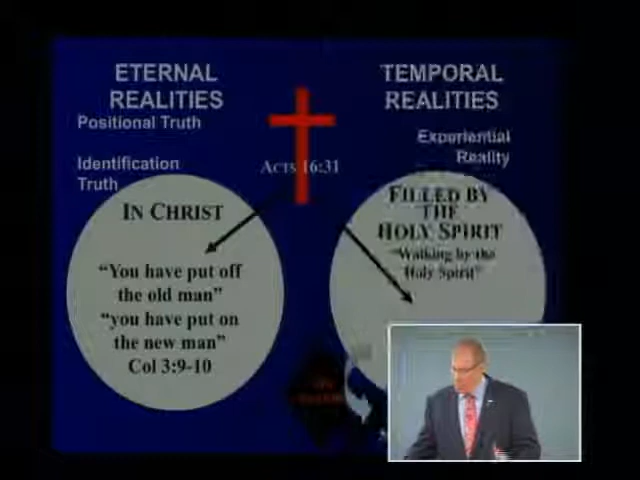 ETERNAL
REALITIES
Positional Truth
Identification
Truth
IN CHRIST
"You have put off
the old man"
"you have put on
the new man"
Col 3:9-10
ACTS 16:31
TEMPORAL
REALITIES
Experiential
Reality
FILLED BY
THE
HOLY SPIRIT
"Walking by the
Holy Spirit"